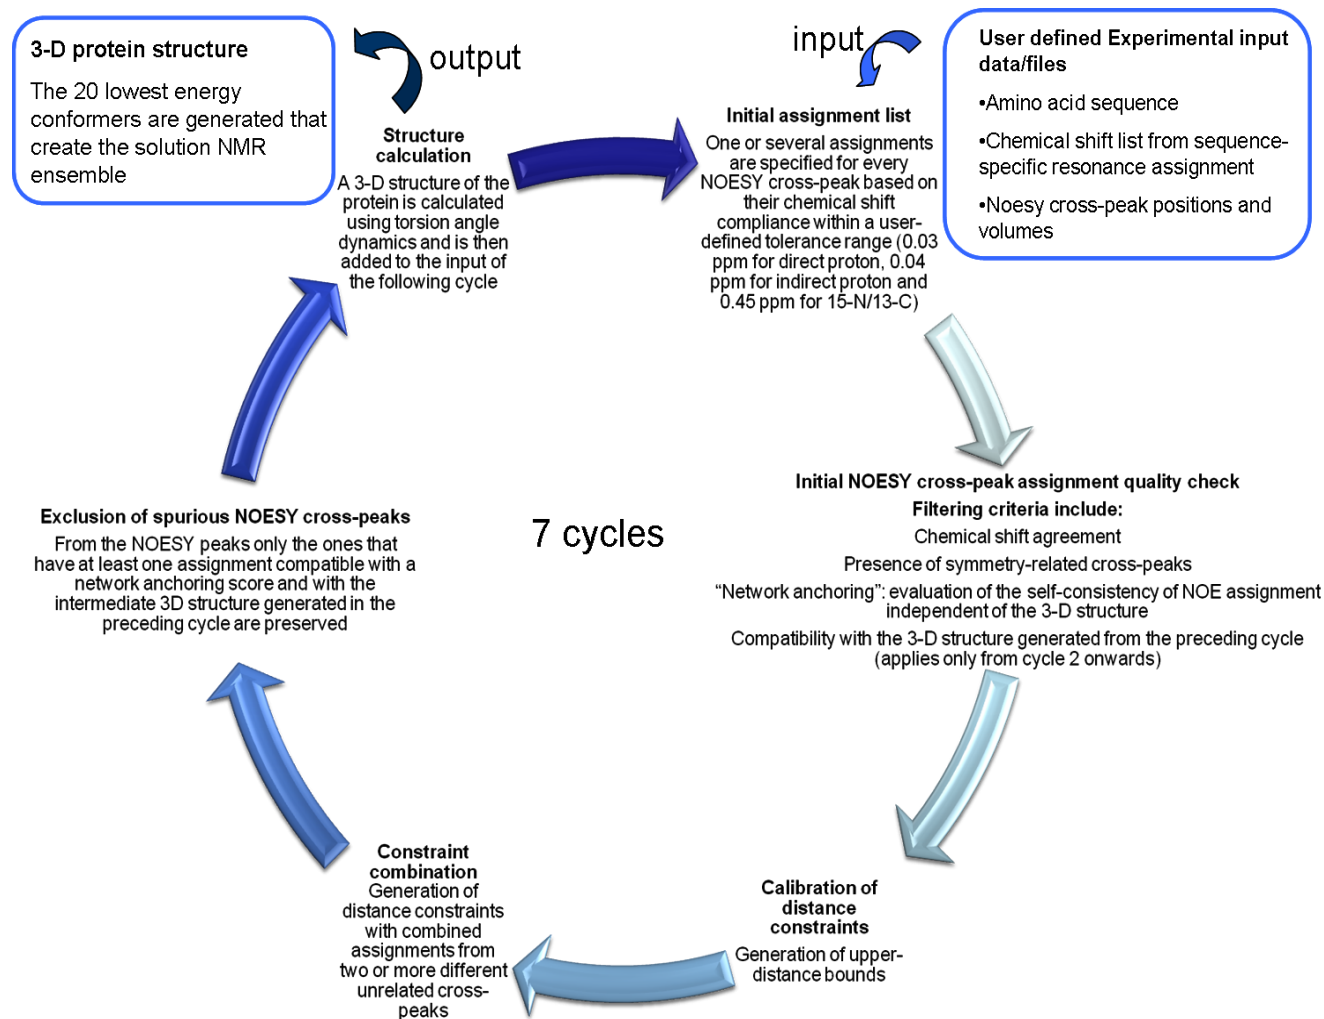 3-D protein structure
The 20 lowest energy
conformers are generated that
create the solution NMR
ensemble
output
input
User defined Experimental input
data/files
•Amino acid sequence
•Chemical shift list from sequence-
specific resonance assignment
•Noesy cross-peak positions and
volumes
Structure
calculation
A 3-D structure of the
protein is calculated
using torsion angle
dynamics and is then
added to the input of
the following cycle
Initial assignment list
One or several assignments
are specified for every
NOESY cross-peak based on
their chemical shift
compliance within a user-
defined tolerance range (0.03
ppm for direct proton, 0.04
ppm for indirect proton and
0.45 ppm for 15-N/13-C)
Initial NOESY cross-peak assignment quality check
Filtering criteria include:
Chemical shift agreement
Presence of symmetry-related cross-peaks
“Network anchoring”: evaluation of the self-consistency of NOE assignment
independent of the 3-D structure
Compatibility with the 3-D structure generated from the preceding cycle
(applies only from cycle 2 onwards)
7 cycles
Exclusion of spurious NOESY cross-peaks
From the NOESY peaks only the ones that
have at least one assignment compatible with a
network anchoring score and with the
intermediate 3D structure generated in the
preceding cycle are preserved
Calibration of
distance
constraints
Generation of upper-
distance bounds
Constraint
combination
Generation of
distance constraints
with combined
assignments from
two or more different
unrelated cross-
peaks